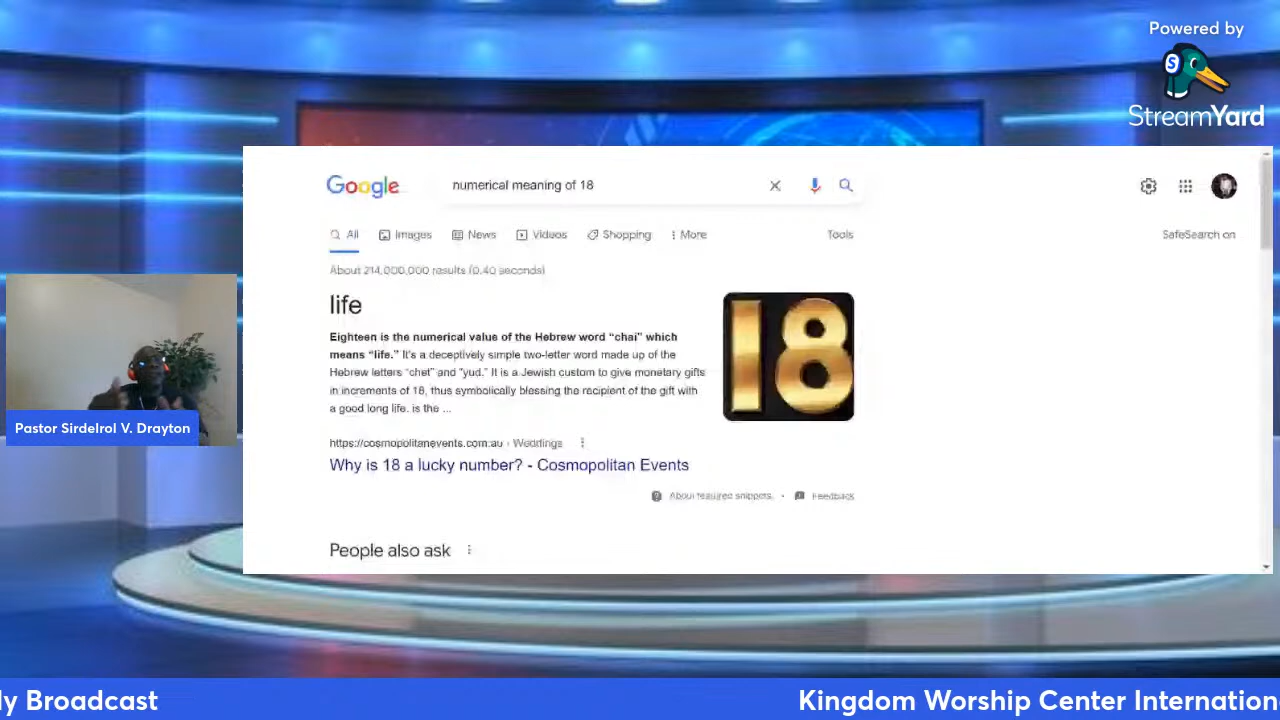 Powered by
StreamYard
Google
numerical meaning of 18
All
Images
News
Videos
Shopping
More
Tools
SafeSearch on
About 214,000,000 results (0.40 seconds)
life
Eighteen is the numerical value of the Hebrew word “chai” which
means “life.” It's a deceptively simple two-letter word made up of the
Hebrew letters “chet” and “yud.” It is a Jewish custom to give monetary gifts
in increments of 18, thus symbolically blessing the recipient of the gift with
a good long life. is the ...
18
https://cosmopolitanevents.com.au › Weddings
Why is 18 a lucky number? - Cosmopolitan Events
About featured snippets
Feedback
People also ask
Pastor Sirdelrol V. Drayton
ly Broadcast
Kingdom Worship Center Internation